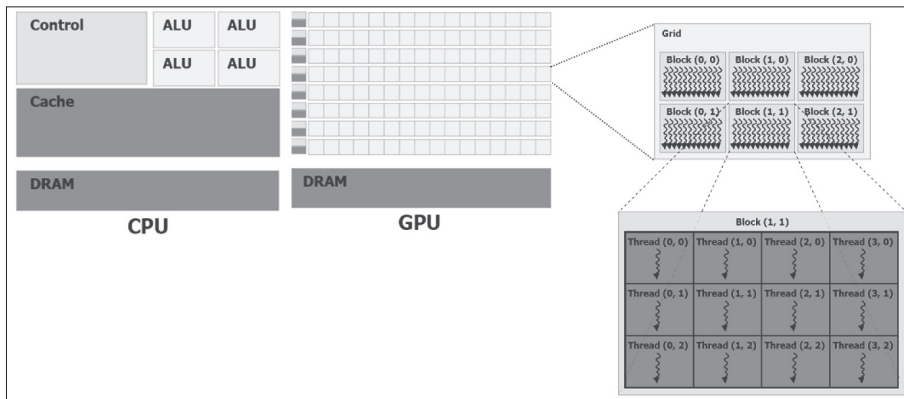 Control
ALU
ALU
ALU
ALU
Cache
DRAM
CPU
DRAM
GPU
Grid
Block (0, 0)
Block (1, 0)
Block (2, 0)
Block (0, 1)
Block (1, 1)
Block (2, 1)
Block (1, 1)
Thread (0, 0)
Thread (1, 0)
Thread (2, 0)
Thread (3, 0)
Thread (0, 1)
Thread (1, 1)
Thread (2, 1)
Thread (3, 1)
Thread (0, 2)
Thread (1, 2)
Thread (2, 2)
Thread (3, 2)